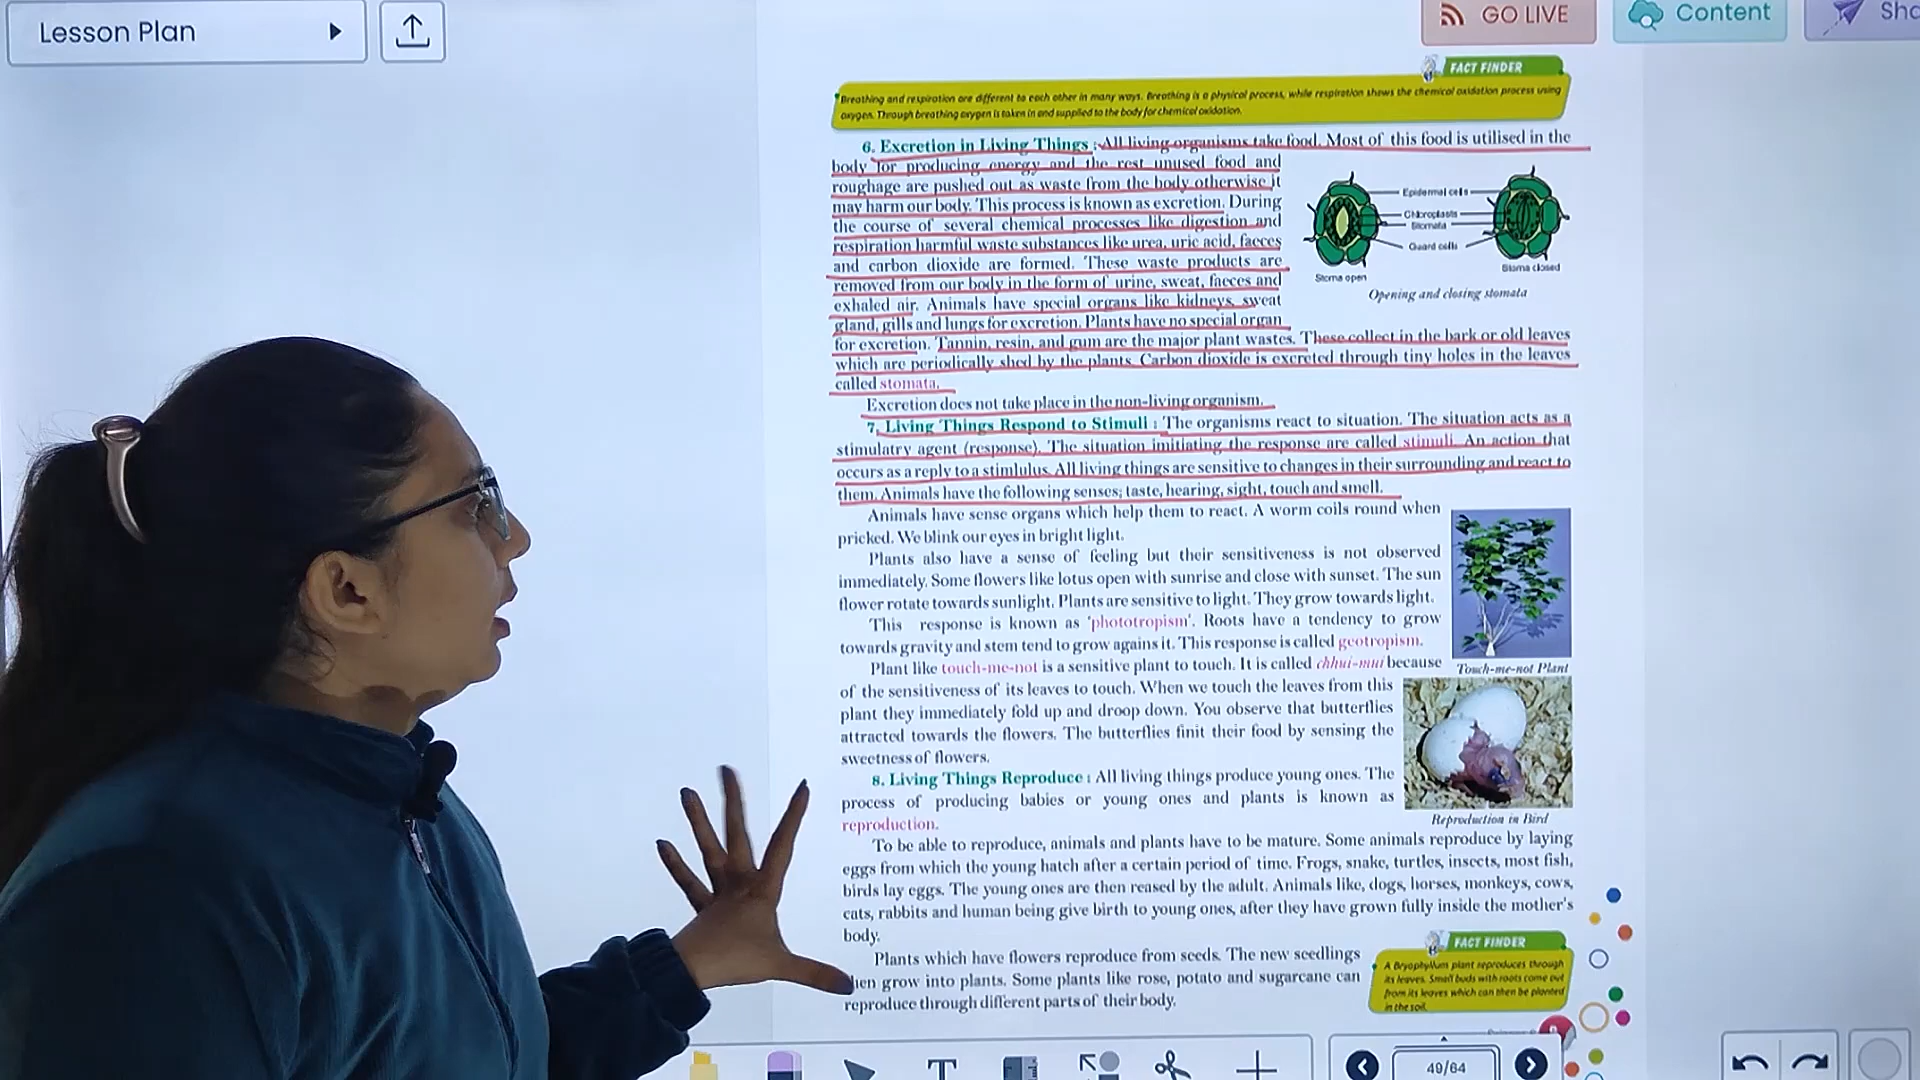 Lesson Plan
GO LIVE
Content
Sha
FACT FINDER
Breathing and respiration are different to each other in many ways. Breathing is a physical process, while respiration shows the chemical oxidation process using
oxygen. Through breathing oxygen is taken in and supplied to the body for chemical oxidation.
6. Excretion in Living Things : All living organisms take food. Most of this food is utilised in the
body for producing energy and the rest unused food and
roughage are pushed out as waste from the body otherwise it
may harm our body. This process is known as excretion. During
the course of several chemical processes like digestion and
respiration harmful waste substances like urea, uric acid, faeces
and carbon dioxide are formed. These waste products are
removed from our body in the form of urine, sweat, faeces and
exhaled air. Animals have special organs like kidneys, sweat
gland, gills and lungs for excretion. Plants have no special organ
for excretion. Tannin, resin, and gum are the major plant wastes. These collect in the bark or old leaves
which are periodically shed by the plants. Carbon dioxide is excreted through tiny holes in the leaves
called stomata.
Epidermal cells
Chloroplasts
Stomata
Guard cells
Stoma open
Stoma closed
Opening and closing stomata
Excretion does not take place in the non-living organism.
7. Living Things Respond to Stimuli : The organisms react to situation. The situation acts as a
stimulatry agent (response). The situation imitiating the response are called stimuli. An action that
occurs as a reply to a stimlulus. All living things are sensitive to changes in their surrounding and react to
them. Animals have the following senses; taste, hearing, sight, touch and smell.
Animals have sense organs which help them to react. A worm coils round when
pricked. We blink our eyes in bright light.
Plants also have a sense of feeling but their sensitiveness is not observed
immediately. Some flowers like lotus open with sunrise and close with sunset. The sun
flower rotate towards sunlight. Plants are sensitive to light. They grow towards light.
This response is known as 'phototropism'. Roots have a tendency to grow
towards gravity and stem tend to grow agains it. This response is called geotropism.
Plant like touch-me-not is a sensitive plant to touch. It is called chhui-mui because
of the sensitiveness of its leaves to touch. When we touch the leaves from this
plant they immediately fold up and droop down. You observe that butterflies
attracted towards the flowers. The butterflies finit their food by sensing the
sweetness of flowers.
Touch-me-not Plant
8. Living Things Reproduce : All living things produce young ones. The
process of producing babies or young ones and plants is known as
reproduction.
Reproduction in Bird
To be able to reproduce, animals and plants have to be mature. Some animals reproduce by laying
eggs from which the young hatch after a certain period of time. Frogs, snake, turtles, insects, most fish,
birds lay eggs. The young ones are then reased by the adult. Animals like, dogs, horses, monkeys, cows,
cats, rabbits and human being give birth to young ones, after they have grown fully inside the mother's
body.
Plants which have flowers reproduce from seeds. The new seedlings
hen grow into plants. Some plants like rose, potato and sugarcane can
reproduce through different parts of their body.
FACT FINDER
A Bryophyllum plant reproduces through
its leaves. Small buds with roots come out
from its leaves which can then be planted
in the soil.
T
49/64